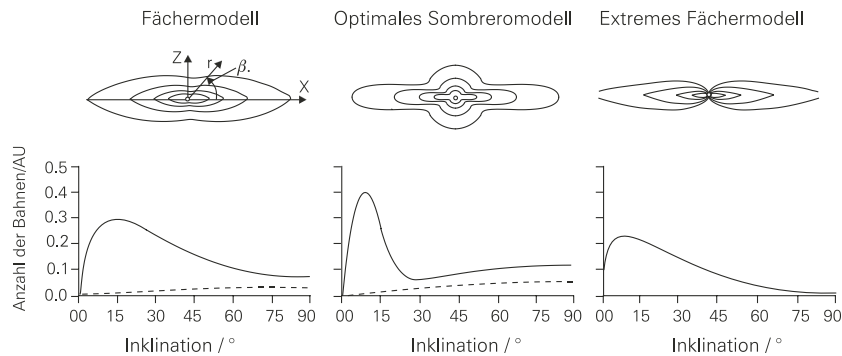 Fächermodell Optimales Sombreromodell Extremes Fächermodell
Z
r
β.
X
Anzahl der Bahnen/AU
0.5
0.4
0.3
0.2
0.1
0.0
00 15 30 45 60 75 90 00 15 30 45 60 75 90 00 15 30 45 60 75 90
Inklination / ° Inklination / ° Inklination / °